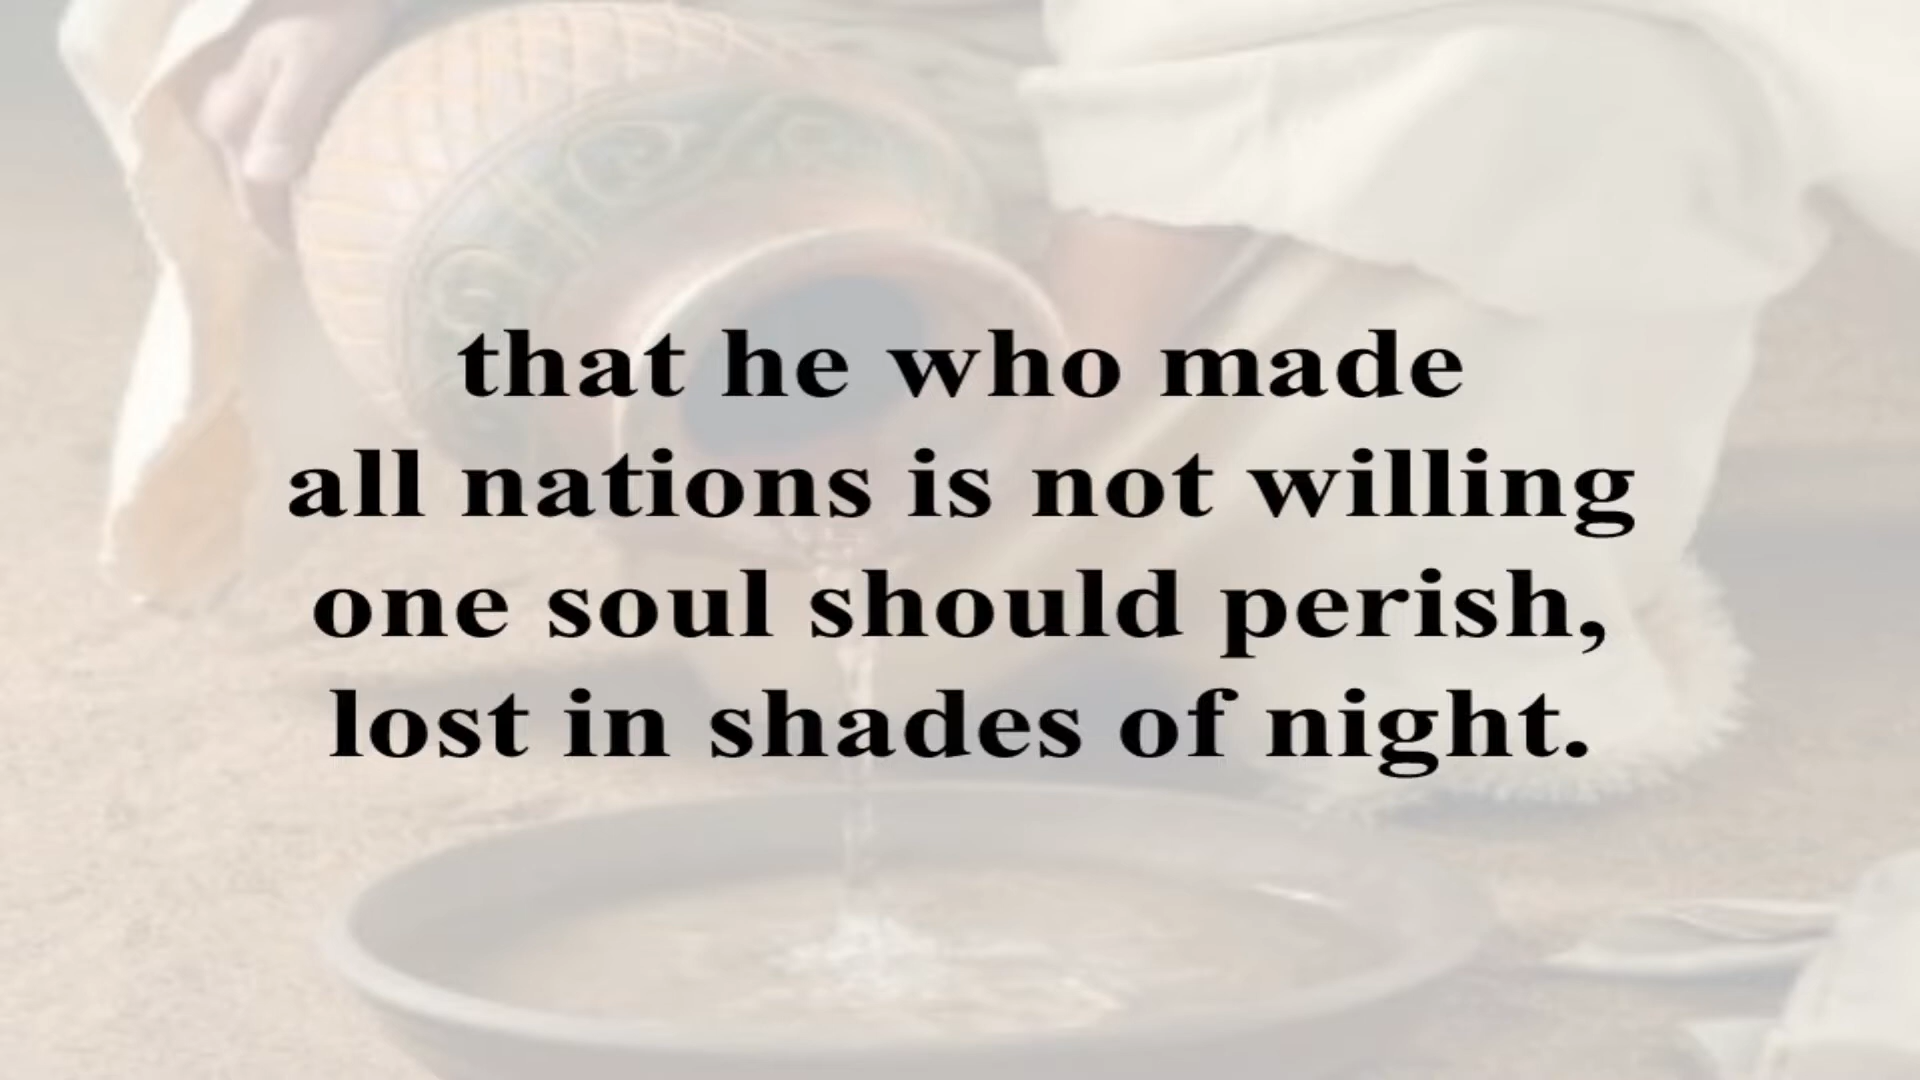 that he who made
all nations is not willing
one soul should perish,
lost in shades of night.